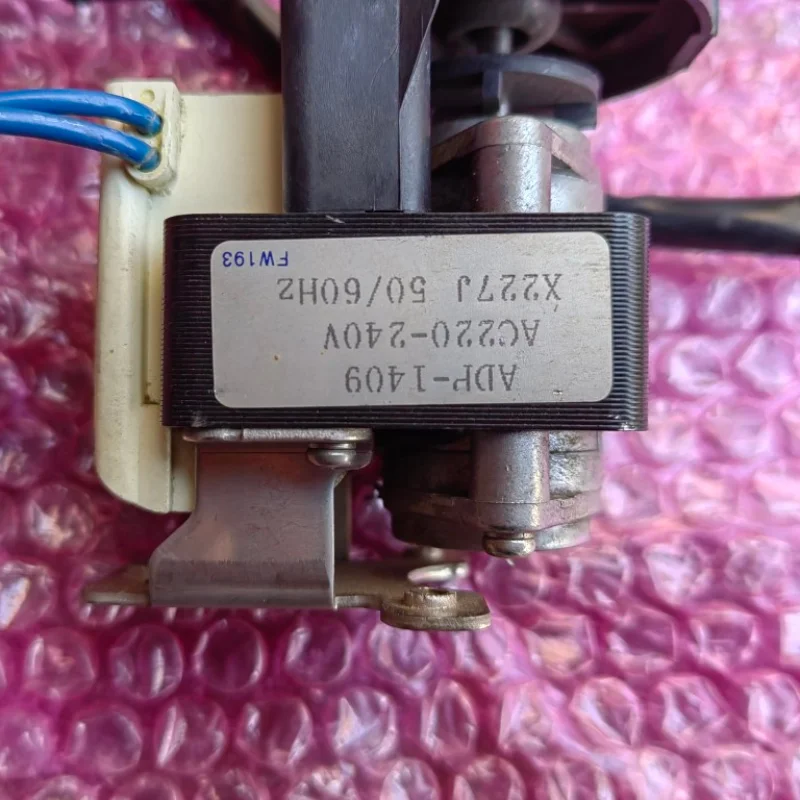 ADP-1409
AC220-240V
X227J 50/60Hz
FW193